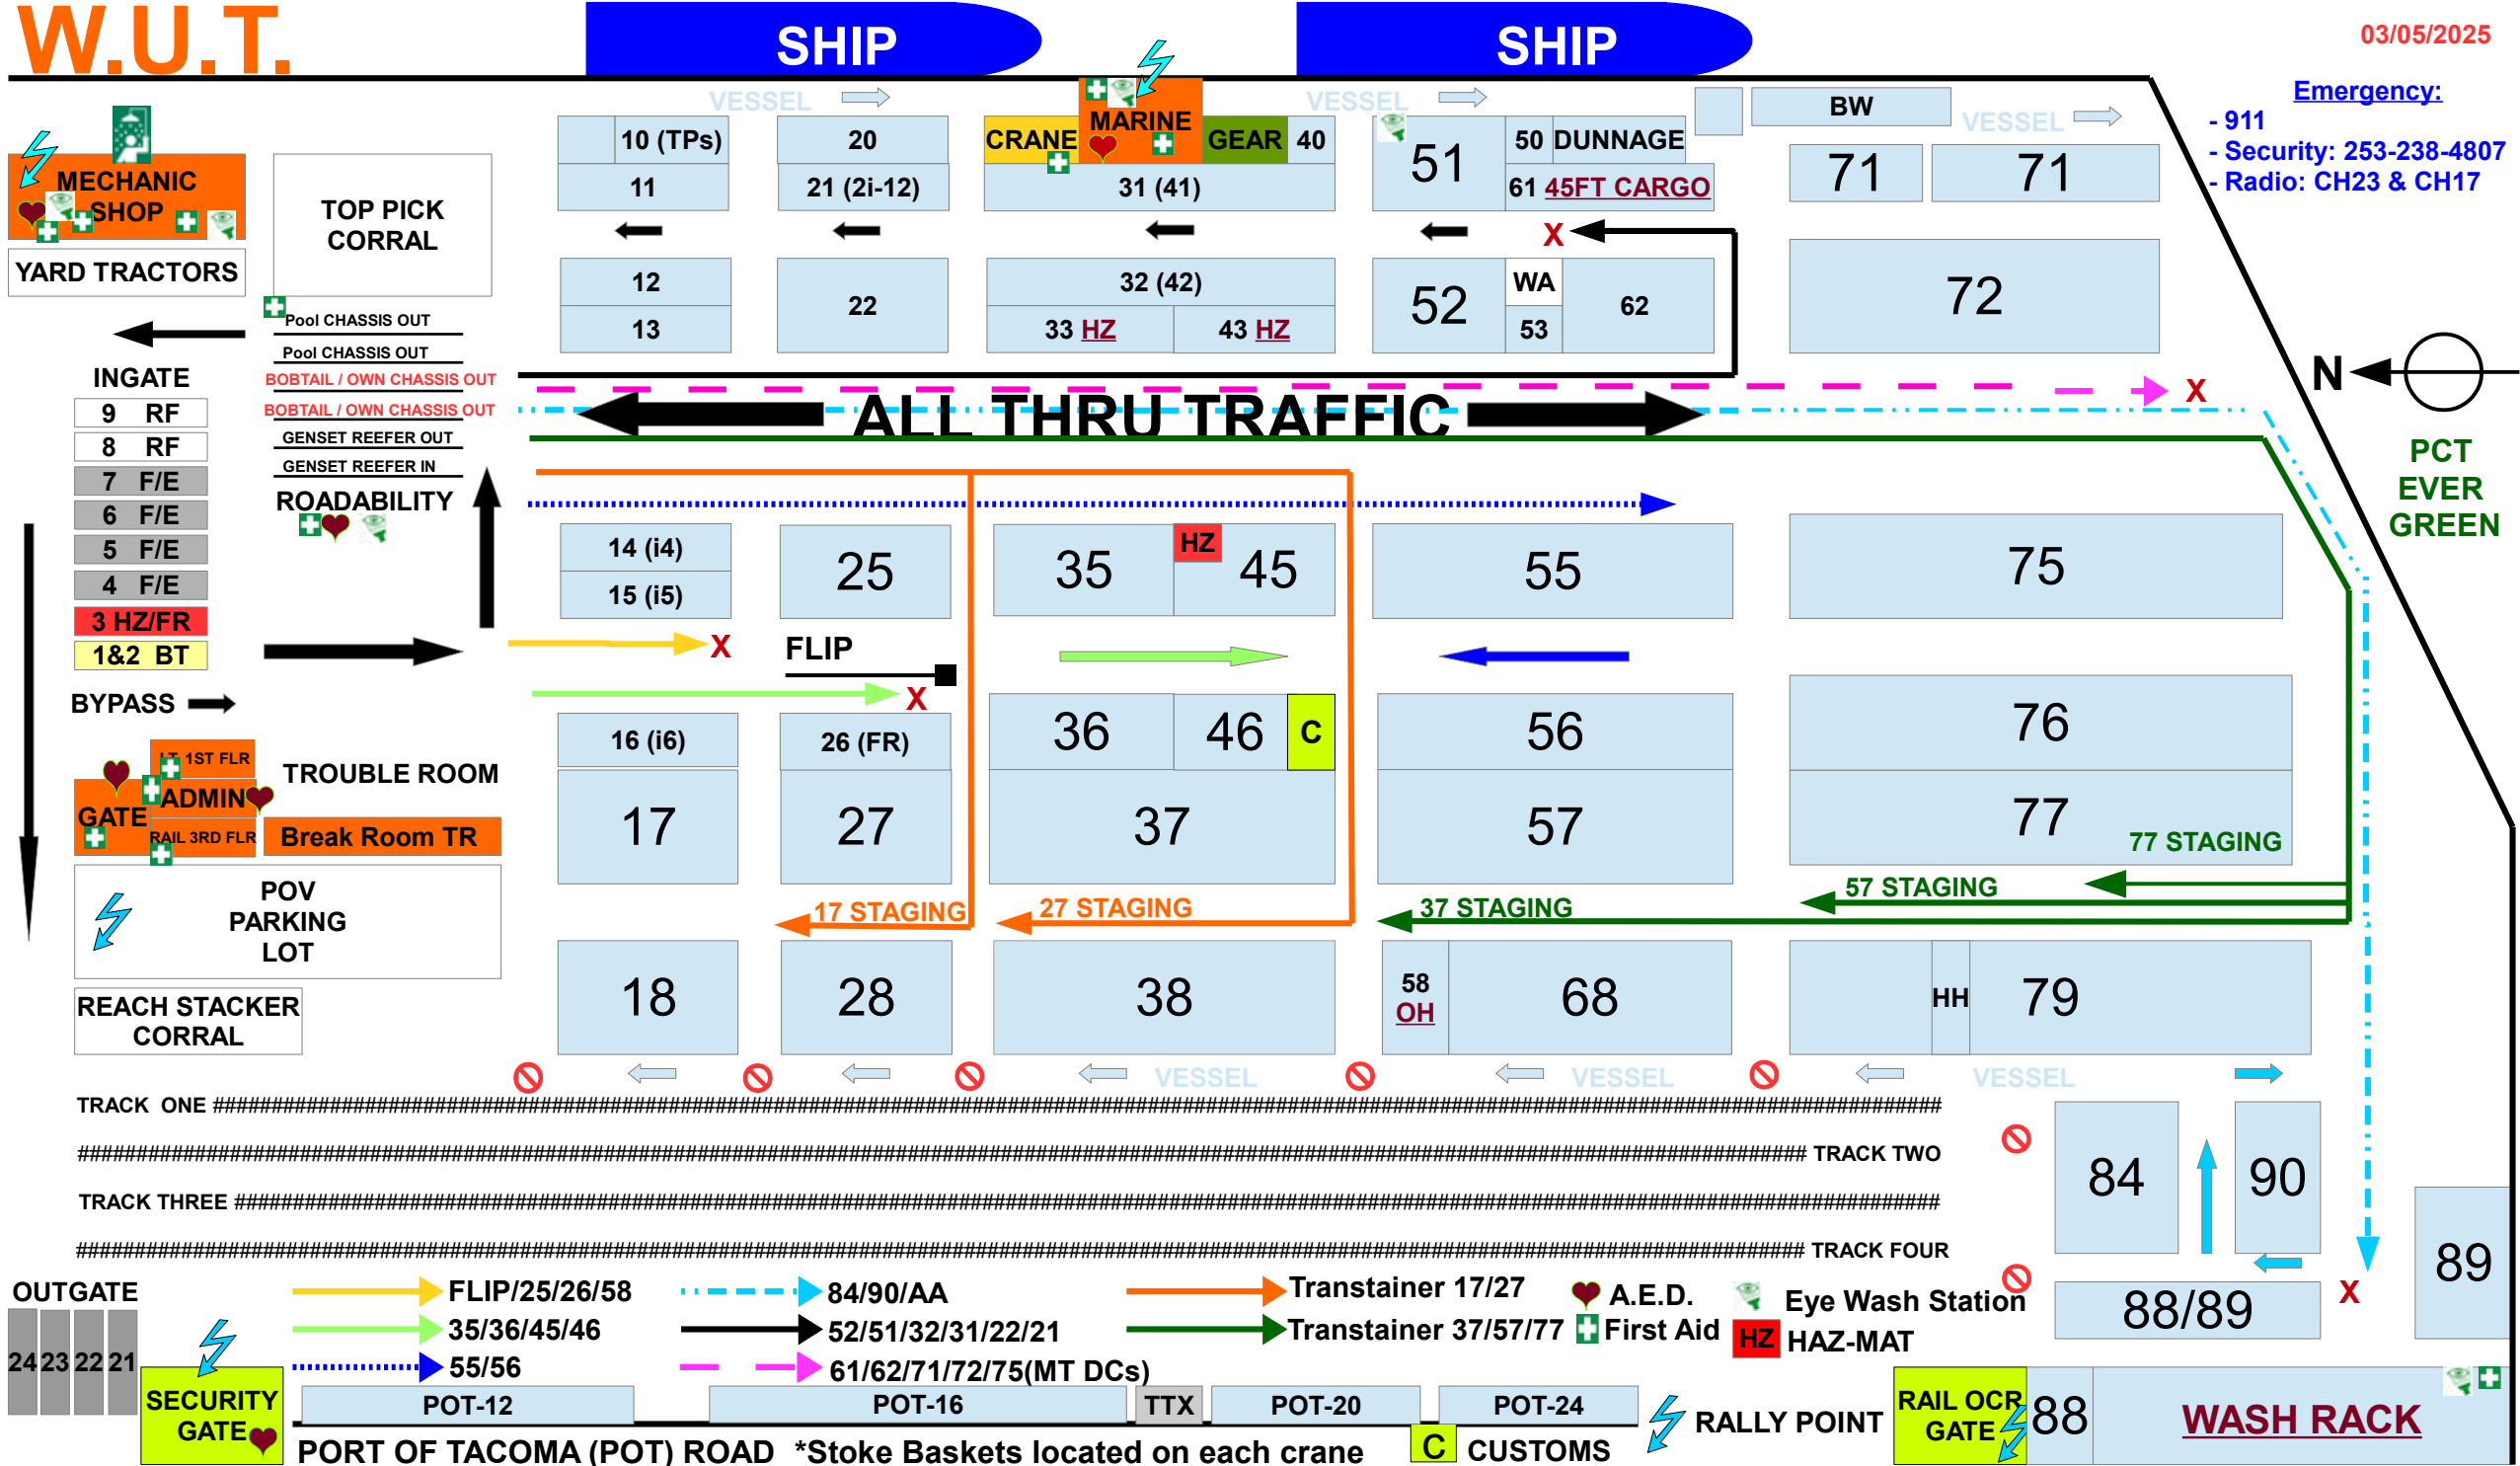 W.U.T.
SHIP
SHIP
03/05/2025
Emergency:
- 911
- Security: 253-238-4807
- Radio: CH23 & CH17
VESSEL
VESSEL
VESSEL
BW
MARINE
CRANE
GEAR
40
10 (TPs)
20
11
21 (2i-12)
31 (41)
51
50
DUNNAGE
61 45FT CARGO
71
71
MECHANIC
SHOP
YARD TRACTORS
TOP PICK
CORRAL
X
12
13
22
32 (42)
33 HZ
43 HZ
52
WA
53
62
72
Pool CHASSIS OUT
Pool CHASSIS OUT
BOBTAIL / OWN CHASSIS OUT
BOBTAIL / OWN CHASSIS OUT
GENSET REEFER OUT
GENSET REEFER IN
ROADABILITY
INGATE
9 RF
8 RF
7 F/E
6 F/E
5 F/E
4 F/E
3 HZ/FR
1&2 BT
BYPASS
ALL THRU TRAFFIC
X
N
PCT
EVER
GREEN
14 (i4)
15 (i5)
25
35
HZ
45
55
75
X
FLIP
X
16 (i6)
26 (FR)
36
46
C
56
76
17
27
37
57
77
77 STAGING
1ST FLR
ADMIN
GATE
RAIL 3RD FLR
TROUBLE ROOM
Break Room TR
POV
PARKING
LOT
REACH STACKER
CORRAL
17 STAGING
27 STAGING
37 STAGING
57 STAGING
18
28
38
58
OH
68
HH
79
VESSEL
VESSEL
VESSEL
TRACK ONE
TRACK TWO
TRACK THREE
TRACK FOUR
84
90
89
88/89
X
OUTGATE
24 23 22 21
FLIP/25/26/58
35/36/45/46
55/56
84/90/AA
52/51/32/31/22/21
61/62/71/72/75(MT DCs)
Transtainer 17/27
Transtainer 37/57/77
A.E.D.
First Aid
Eye Wash Station
HZ
HAZ-MAT
SECURITY
GATE
POT-12
POT-16
TTX
POT-20
POT-24
PORT OF TACOMA (POT) ROAD
*Stoke Baskets located on each crane
C
CUSTOMS
RALLY POINT
RAIL OCR
GATE
88
WASH RACK